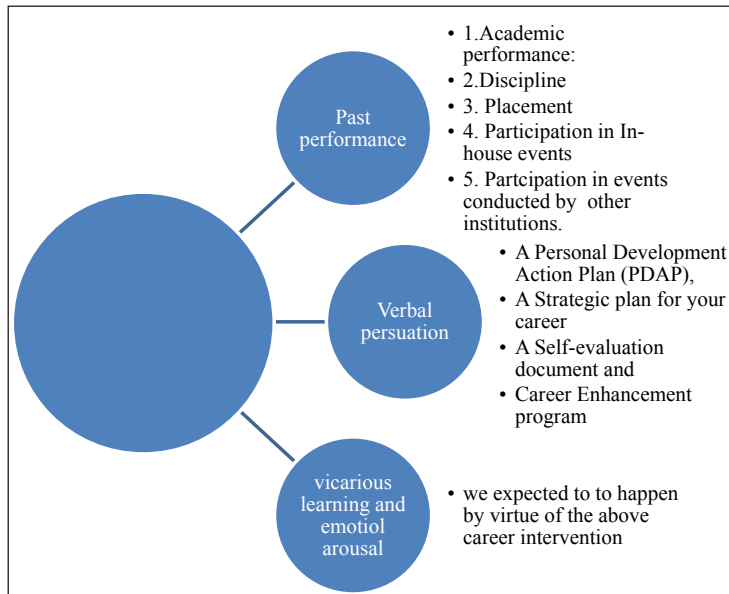 Past
performance
• 1.Academic
performance:
• 2.Discipline
• 3. Placement
• 4. Participation in In-
house events
• 5. Partcipation in events
conducted by other
institutions.
Verbal
persuation
• A Personal Development
Action Plan (PDAP),
• A Strategic plan for your
career
• A Self-evaluation
document and
• Career Enhancement
program
vicarious
learning and
emotiol
arousal
• we expected to to happen
by virtue of the above
career intervention